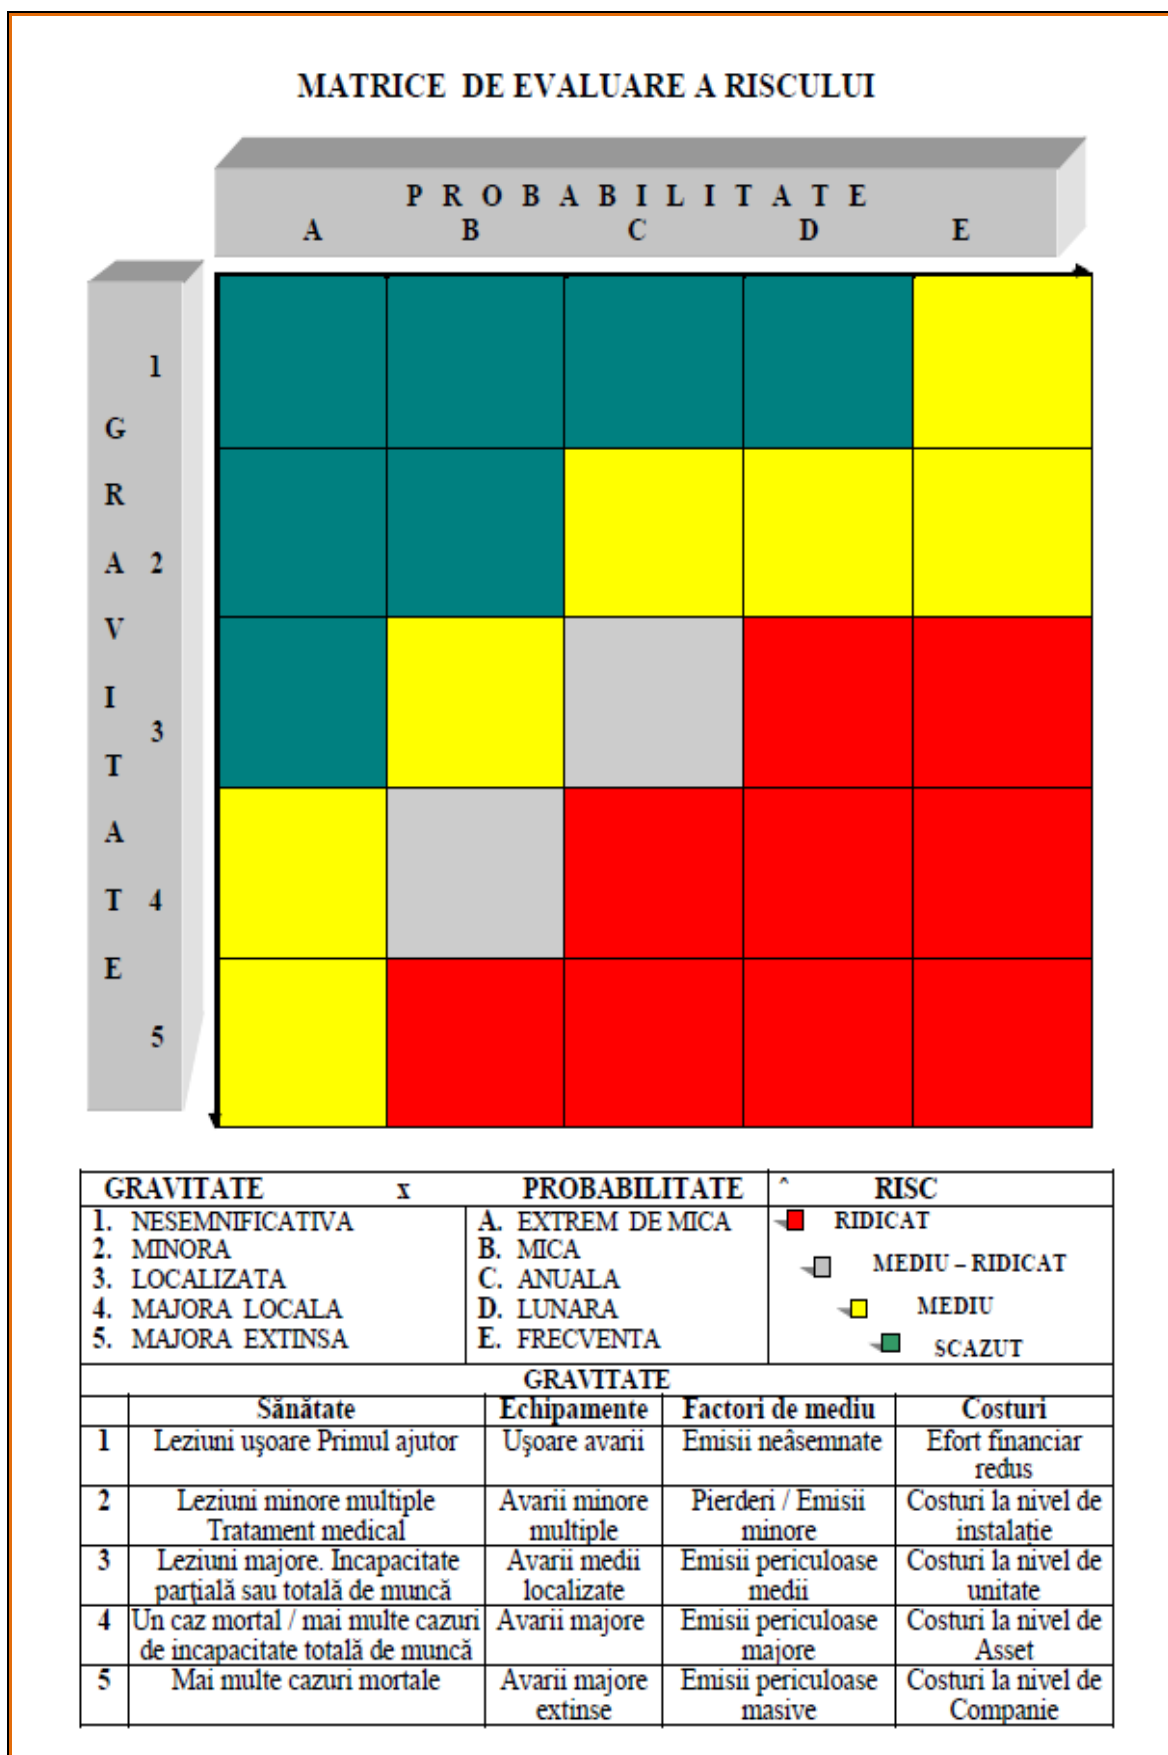 MATRICE DE EVALUARE A RISCULUI
P R O B A B I L I T A T E
A B C D E
G R A V I T A T E
1
2
3
4
5
GRAVITATE x PROBABILITATE ^ RISC
1. NESEMNIFICATIVA A. EXTREM DE MICA RIDICAT
2. MINORA B. MICA MEDIU – RIDICAT
3. LOCALIZATA C. ANUALA
4. MAJORA LOCALA D. LUNARA MEDIU
5. MAJORA EXTINSA E. FRECVENTA SCAZUT
GRAVITATE
Sănătate Echipamente Factori de mediu Costuri
1 Leziuni uşoare Primul ajutor Uşoare avarii Emisii neâsemnate Efort financiar
redus
2 Leziuni minore multiple Avarii minore Pierderi / Emisii Costuri la nivel de
Tratament medical multiple minore instalaţie
3 Leziuni majore. Incapacitate Avarii medii Emisii periculoase Costuri la nivel de
parţială sau totală de muncă localizate medii unitate
4 Un caz mortal / mai multe cazuri Avarii majore Emisii periculoase Costuri la nivel de
de incapacitate totală de muncă majore Asset
5 Mai multe cazuri mortale Avarii majore Emisii periculoase Costuri la nivel de
extinse masive Companie